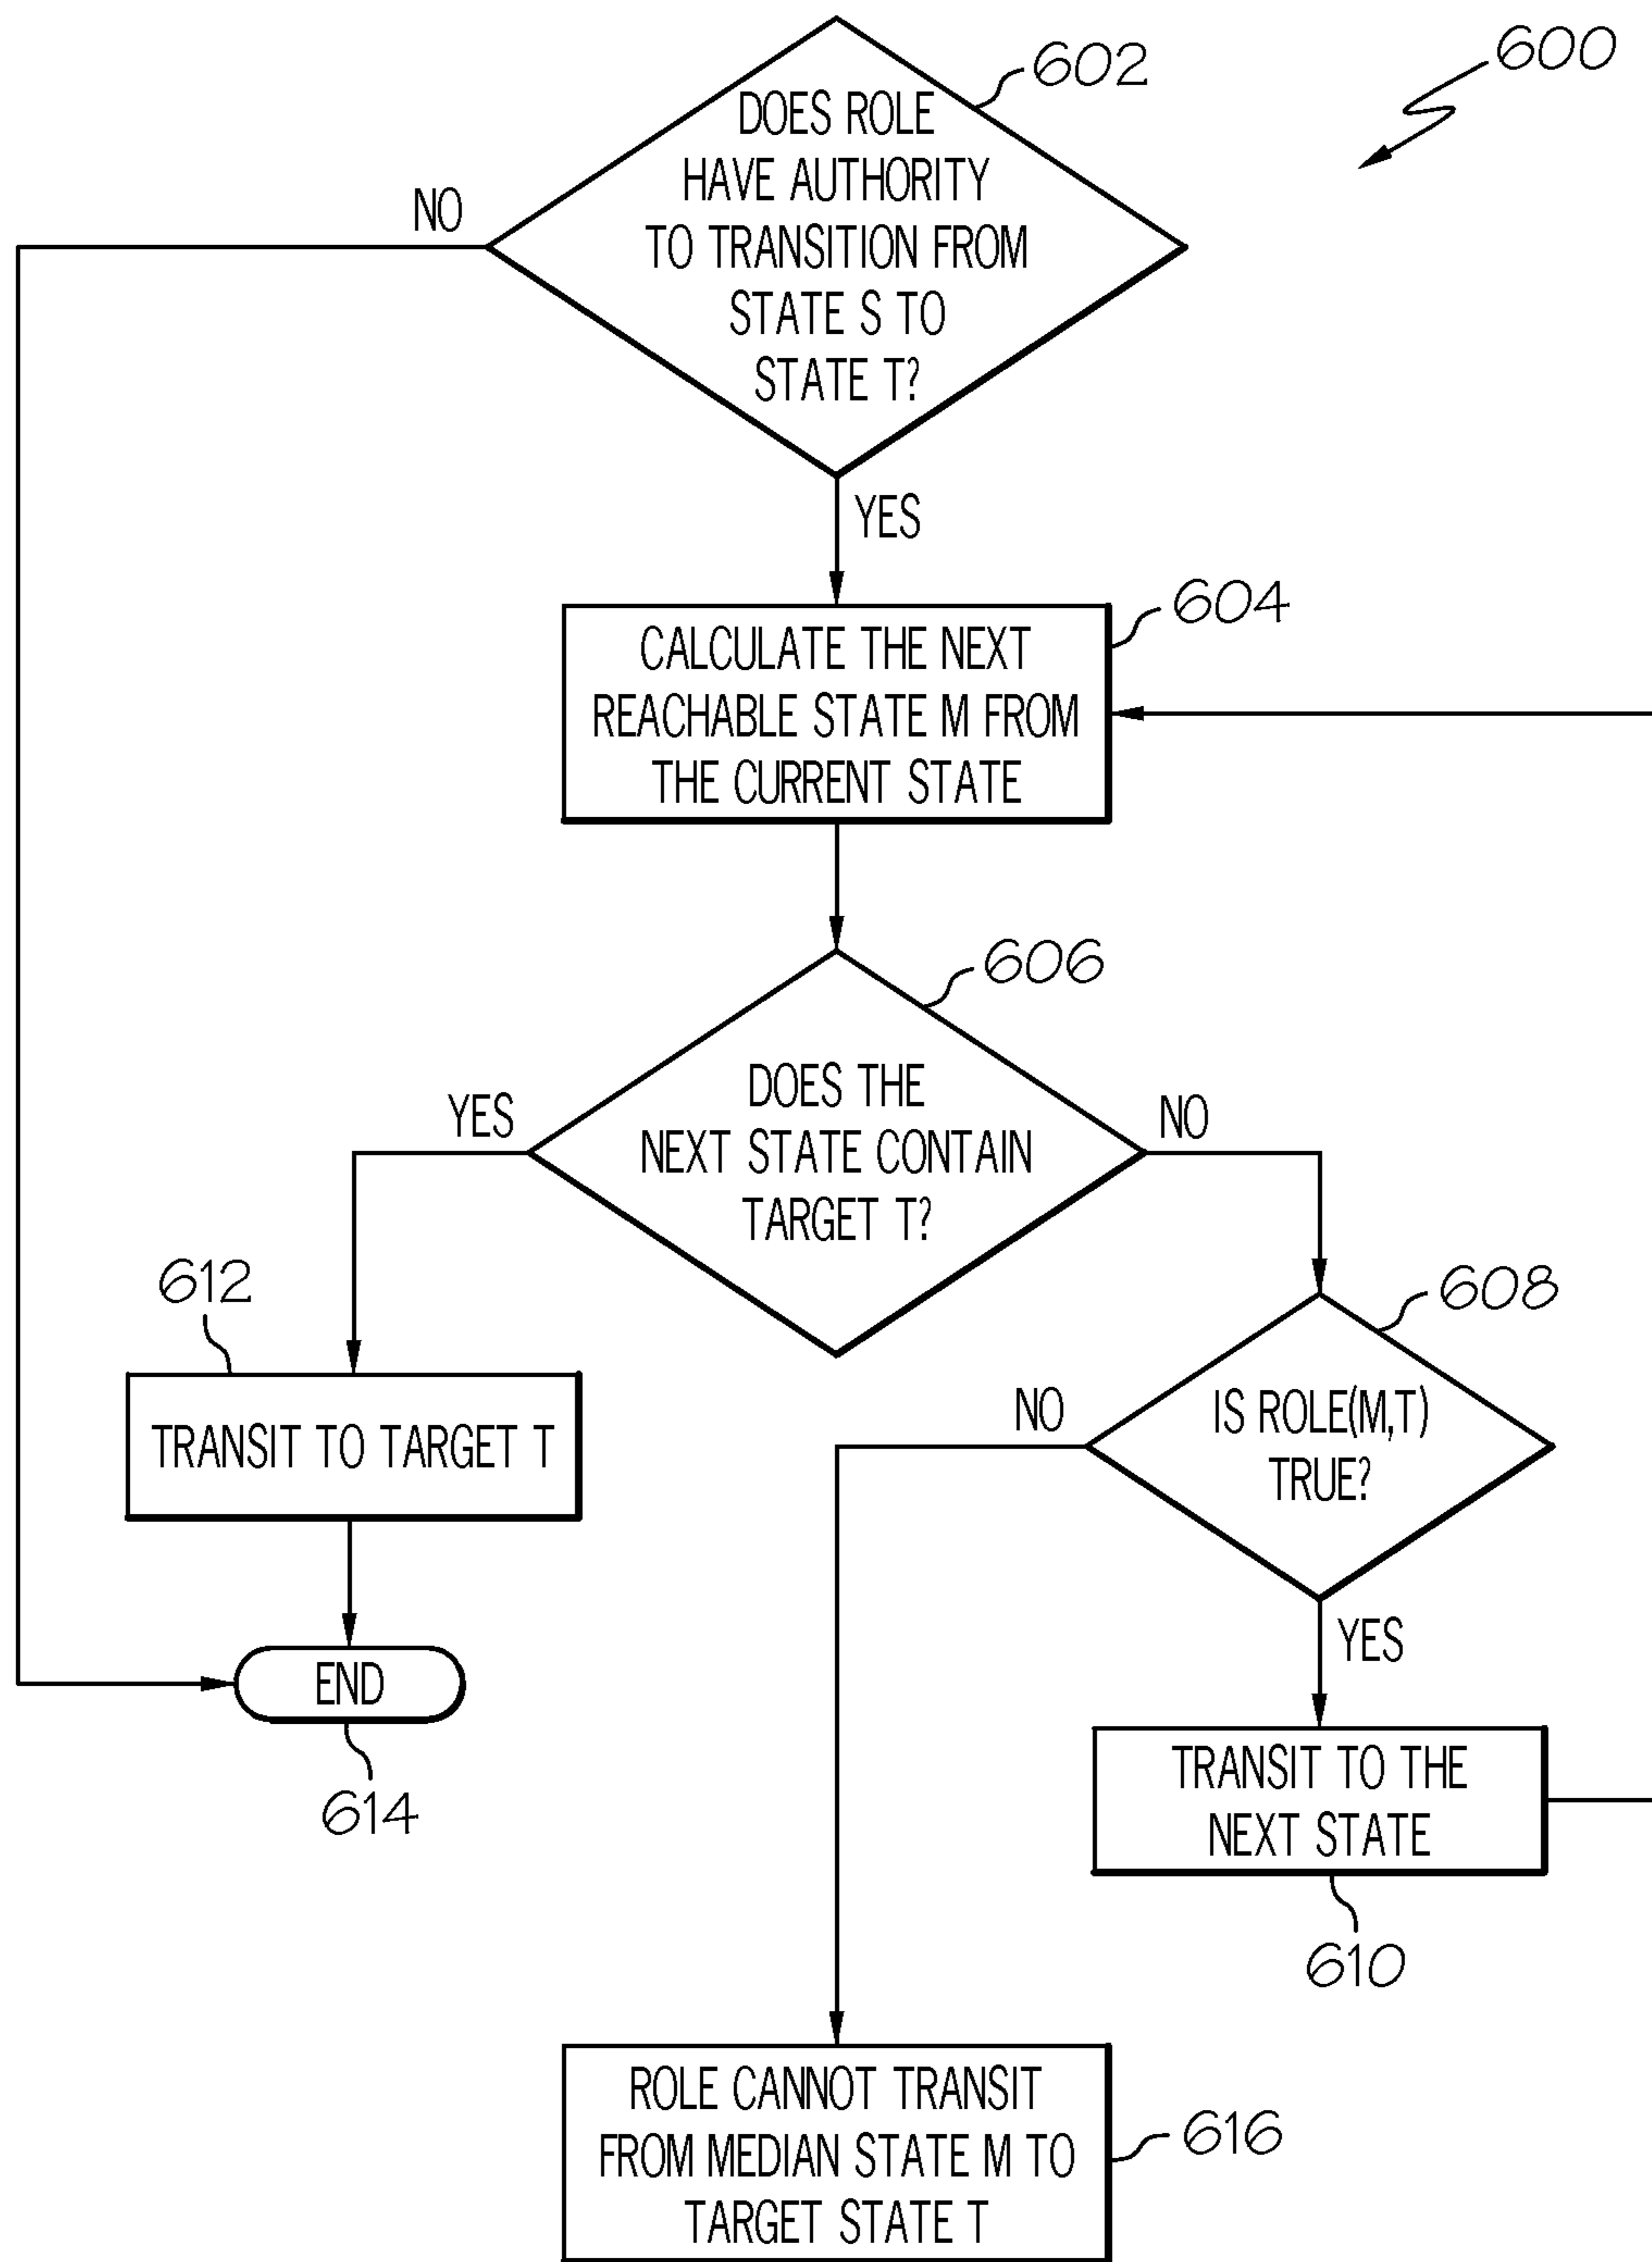 600
602
DOES ROLE
HAVE AUTHORITY
TO TRANSITION FROM
STATE S TO
STATE T?
NO
YES
604
CALCULATE THE NEXT
REACHABLE STATE M FROM
THE CURRENT STATE
606
DOES THE
NEXT STATE CONTAIN
TARGET T?
YES
NO
612
TRANSIT TO TARGET T
608
IS ROLE(M,T)
TRUE?
NO
YES
END
614
TRANSIT TO THE
NEXT STATE
610
ROLE CANNOT TRANSIT
FROM MEDIAN STATE M TO
TARGET STATE T
616